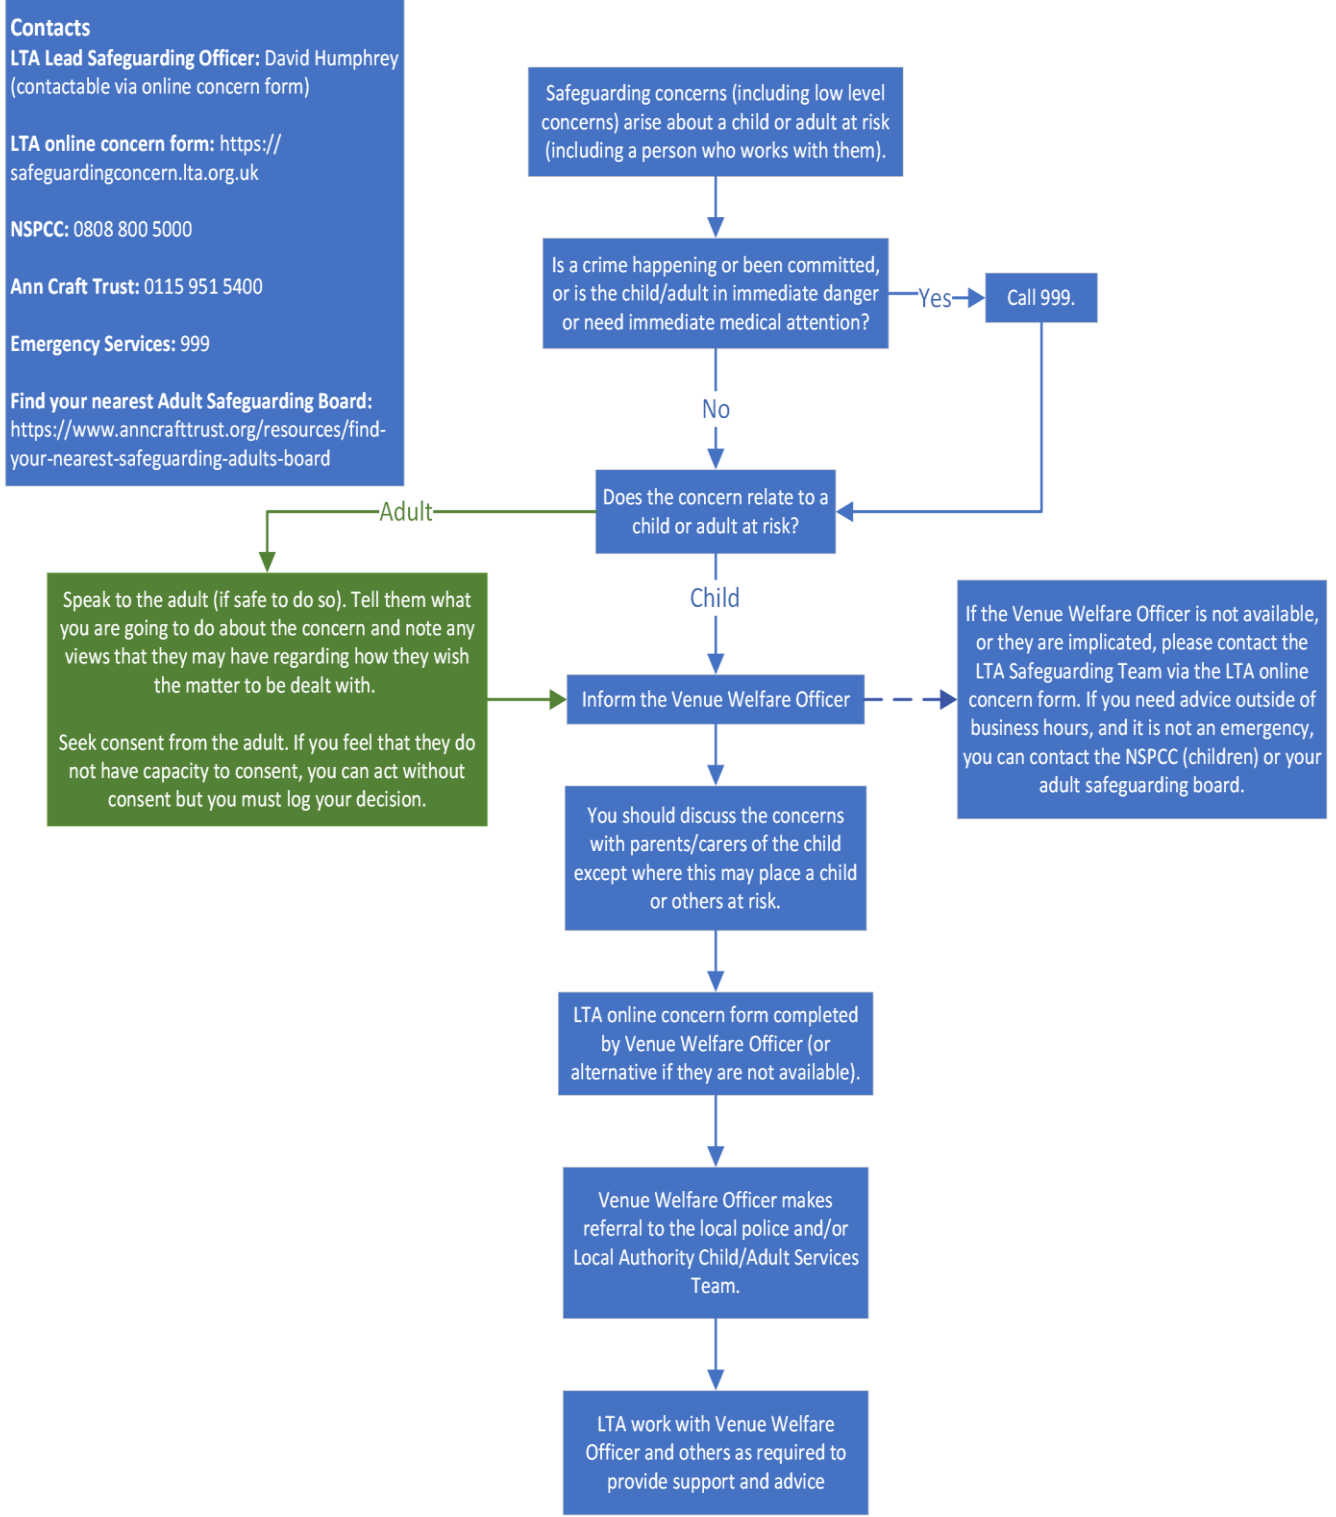 Contacts
LTA Lead Safeguarding Officer: David Humphrey
(contactable via online concern form)
LTA online concern form: https://
safeguardingconcern.lta.org.uk
NSPCC: 0808 800 5000
Ann Craft Trust: 0115 951 5400
Emergency Services: 999
Find your nearest Adult Safeguarding Board:
https://www.anncrafttrust.org/resources/find-
your-nearest-safeguarding-adults-board
Safeguarding concerns (including low level
concerns) arise about a child or adult at risk
(including a person who works with them).
Is a crime happening or been committed,
or is the child/adult in immediate danger
or need immediate medical attention?
Yes
Call 999.
No
Does the concern relate to a
child or adult at risk?
Adult
Child
Speak to the adult (if safe to do so). Tell them what
you are going to do about the concern and note any
views that they may have regarding how they wish
the matter to be dealt with.
Seek consent from the adult. If you feel that they do
not have capacity to consent, you can act without
consent but you must log your decision.
Inform the Venue Welfare Officer
If the Venue Welfare Officer is not available,
or they are implicated, please contact the
LTA Safeguarding Team via the LTA online
concern form. If you need advice outside of
business hours, and it is not an emergency,
you can contact the NSPCC (children) or your
adult safeguarding board.
You should discuss the concerns
with parents/carers of the child
except where this may place a child
or others at risk.
LTA online concern form completed
by Venue Welfare Officer (or
alternative if they are not available).
Venue Welfare Officer makes
referral to the local police and/or
Local Authority Child/Adult Services
Team.
LTA work with Venue Welfare
Officer and others as required to
provide support and advice